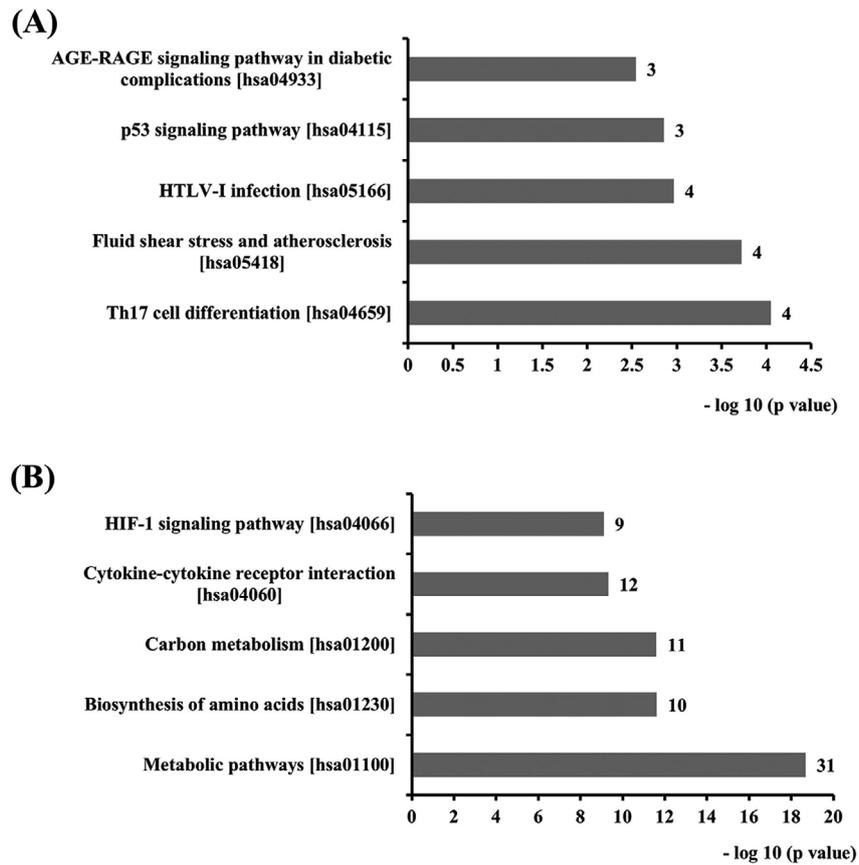 (A)
AGE-RAGE signaling pathway in diabetic
complications [hsa04933]
3
p53 signaling pathway [hsa04115]
3
HTLV-I infection [hsa05166]
4
Fluid shear stress and atherosclerosis
[hsa05418]
4
Th17 cell differentiation [hsa04659]
4
0 0.5 1 1.5 2 2.5 3 3.5 4 4.5
- log 10 (p value)
(B)
HIF-1 signaling pathway [hsa04066]
9
Cytokine-cytokine receptor interaction
[hsa04060]
12
Carbon metabolism [hsa01200]
11
Biosynthesis of amino acids [hsa01230]
10
Metabolic pathways [hsa01100]
31
0 2 4 6 8 10 12 14 16 18 20
- log 10 (p value)